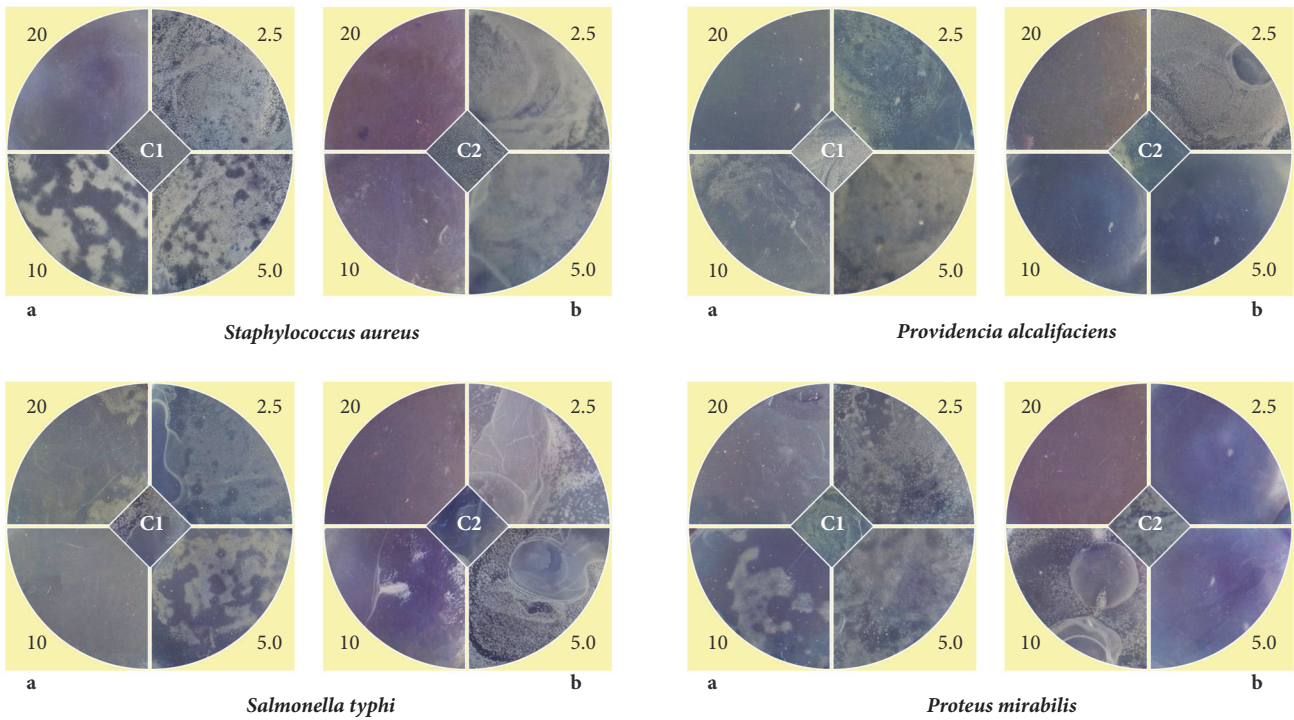 20 2.5 20 2.5 20 2.5 20 2.5
C1 C2 C1 C2
10 5.0 10 5.0 10 5.0 10 5.0
a b a b
Staphylococcus aureus Providencia alcalifaciens
20 2.5 20 2.5 20 2.5 20 2.5
C1 C2 C1 C2
10 5.0 10 5.0 10 5.0 10 5.0
a b a b
Salmonella typhi Proteus mirabilis